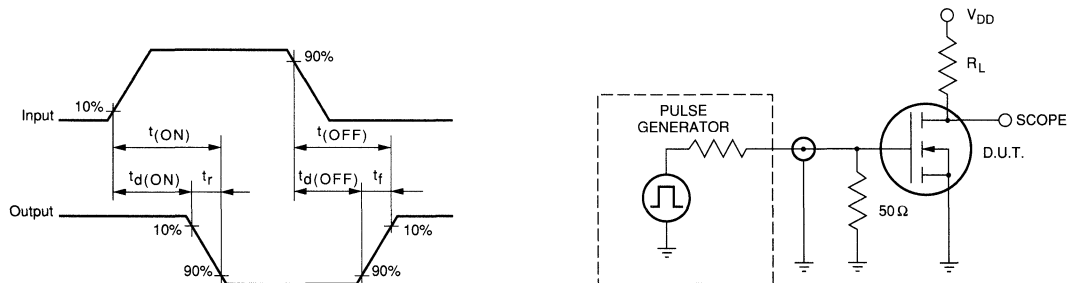 90%
10%
Input
t(ON)
t(OFF)
td(ON)
tr
td(OFF)
tf
Output
10%
90%
90%
10%
VDD
RL
PULSE
GENERATOR
SCOPE
D.U.T.
50Ω